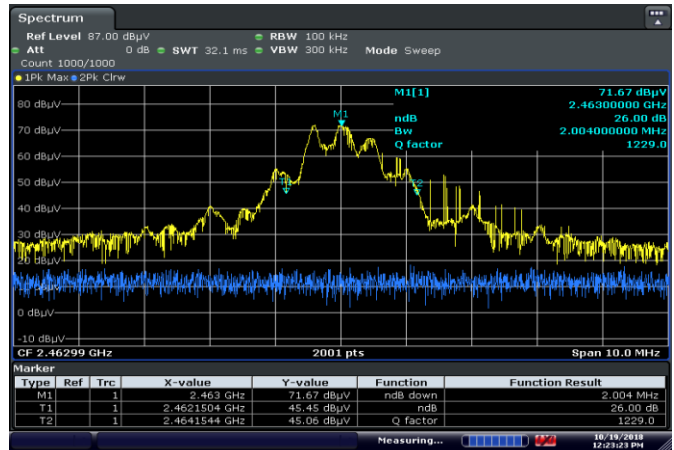 Spectrum
Ref Level 87.00 dBµV RBW 100 kHz
Att 0 dB SWT 32.1 ms VBW 300 kHz Mode Sweep
Count 1000/1000
1Pk Max 2Pk Clrw
M1[1] 71.67 dBµV
2.46300000 GHz
ndB 26.00 dB
Bw 2.004000000 MHz
Q factor 1229.0
80 dBµV
M1
70 dBµV
60 dBµV
50 dBµV
T2
40 dBµV
30 dBµV
20 dBµV
0 dBµV
-10 dBµV
CF 2.46299 GHz 2001 pts Span 10.0 MHz
Marker
Type Ref Trc X-value Y-value Function Function Result
M1 1 2.463 GHz 71.67 dBµV ndB down 2.004 MHz
T1 1 2.4621504 GHz 45.45 dBµV ndB 26.00 dB
T2 1 2.4641544 GHz 45.06 dBµV Q factor 1229.0
Measuring... 10/19/2018
12:23:23 PM